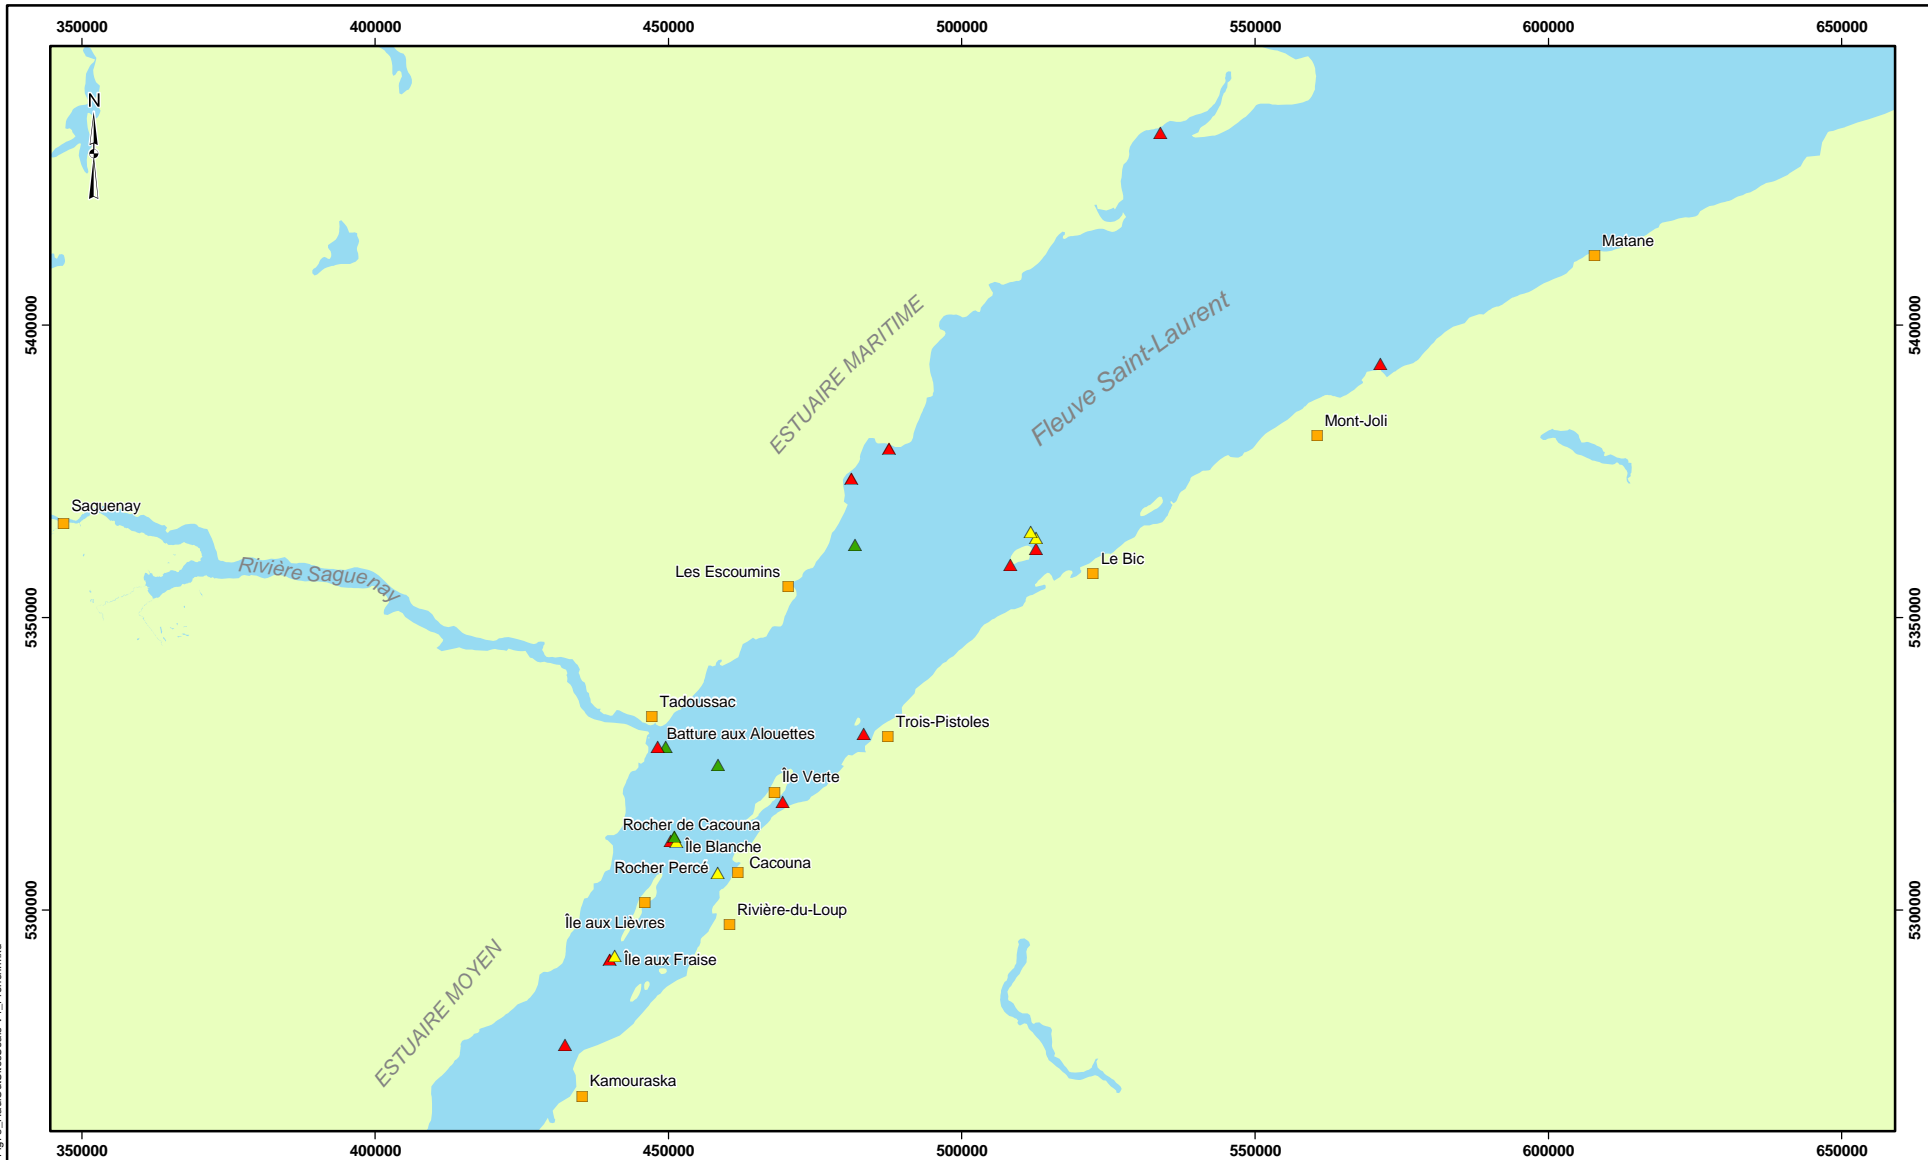 350000 400000 450000 500000 550000 600000 650000
N
Matane
5400000 5400000
ESTUAIRE MARITIME
Fleuve Saint-Laurent
Mont-Joli
Saguenay
Rivière Saguenay
Les Escoumins
Le Bic
5350000 5350000
Tadoussac
Trois-Pistoles
Batture aux Alouettes
Île Verte
Rocher de Cacouna
Île Blanche
Cacouna
Rocher Percé
Rivière-du-Loup
Île aux Lièvres
5300000 5300000
Île aux Fraise
ESTUAIRE MOYEN
Kamouraska
350000 400000 450000 500000 550000 600000 650000